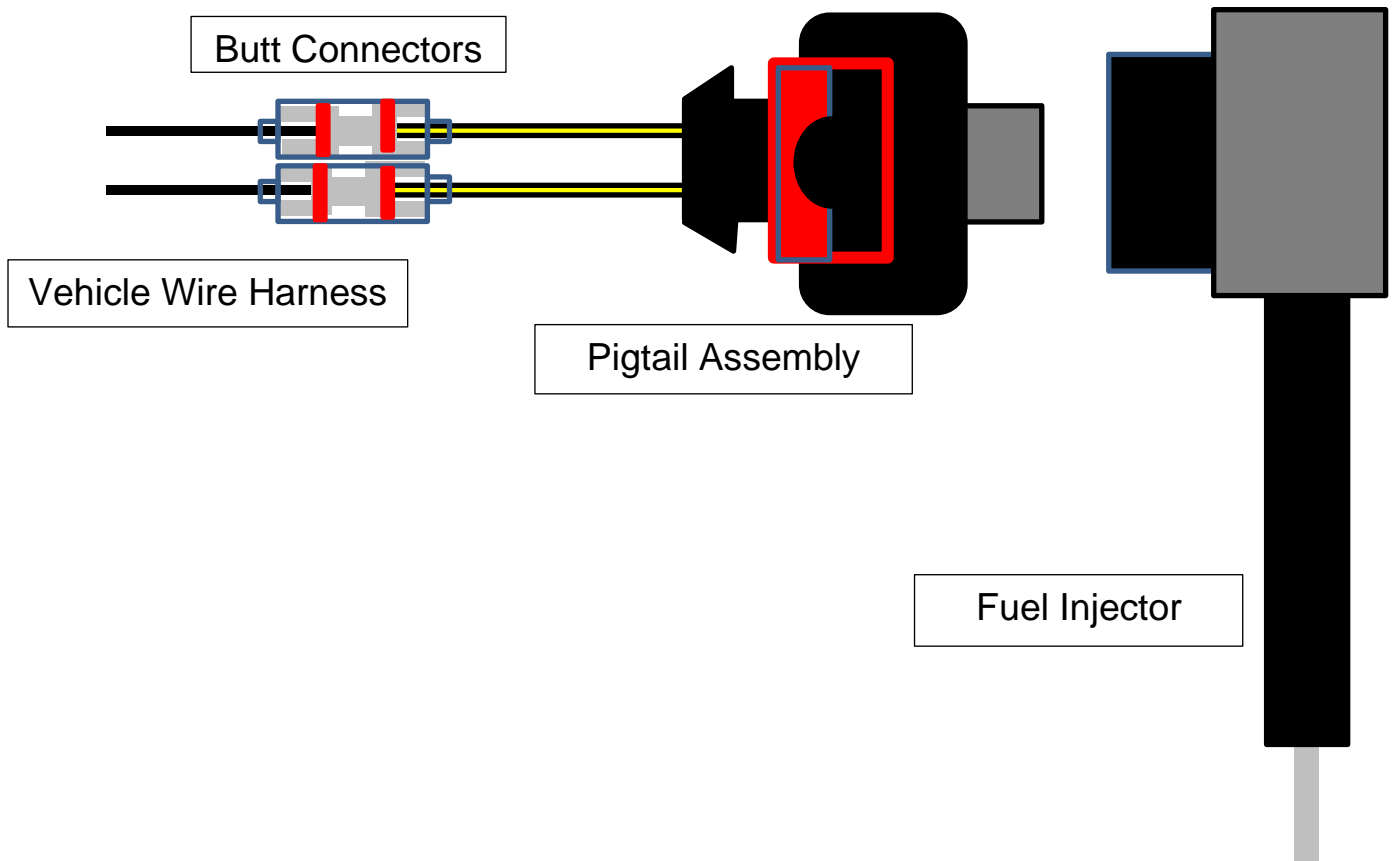 Butt Connectors
Vehicle Wire Harness
Pigtail Assembly
Fuel Injector